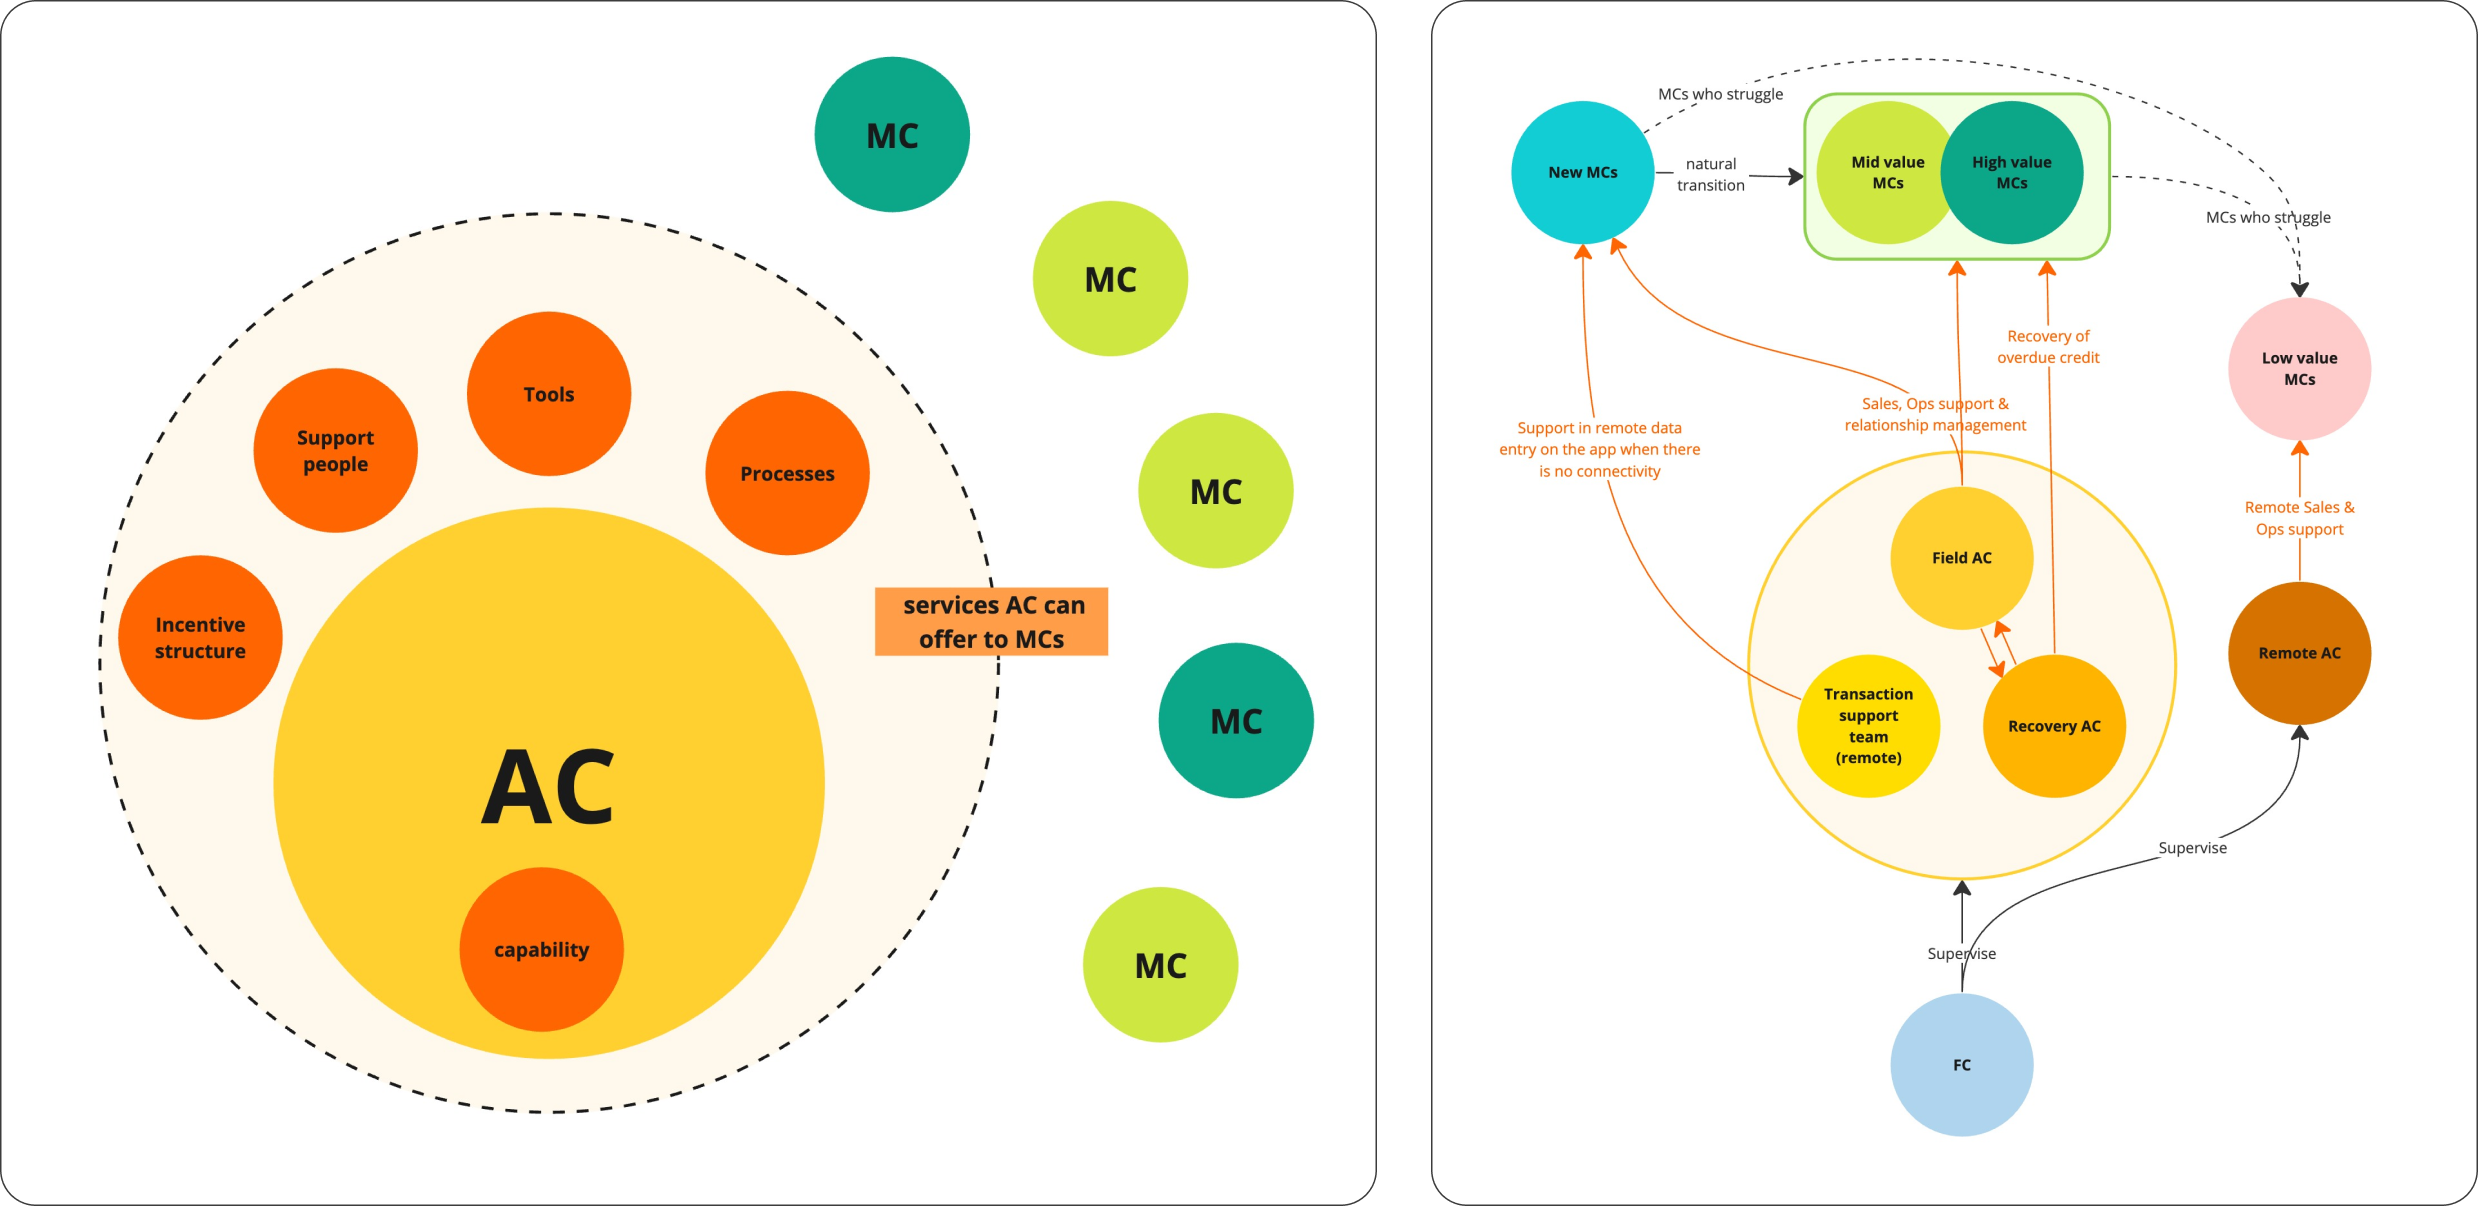 MC
MC
MC
MC
MC
Tools
Support
people
Processes
Incentive
structure
services AC can
offer to MCs
AC
capability
MCs who struggle
New MCs
natural
transition
Mid value
MCs
High value
MCs
MCs who struggle
Recovery of
overdue credit
Low value
MCs
Sales, Ops support &
relationship management
Support in remote data
entry on the app when there
is no connectivity
Remote Sales &
Ops support
Field AC
Remote AC
Transaction
support
team
(remote)
Recovery AC
Supervise
Supervise
FC